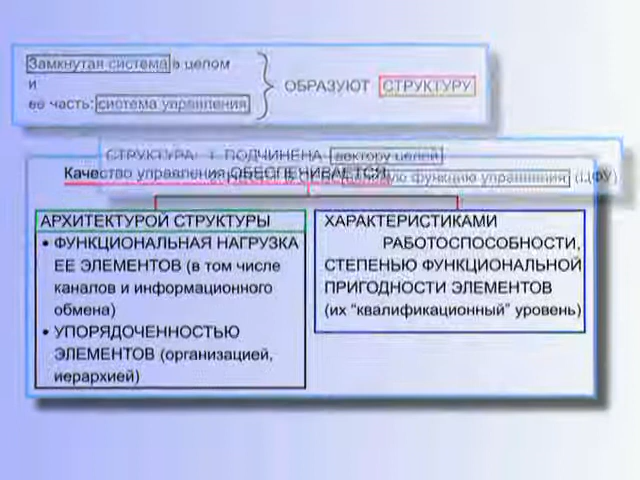 Замкнутая система в целом
и
ее часть: система управления
ОБРАЗУЮТ СТРУКТУРУ
СТРУКТУРА: 1. ПОДЧИНЕНА вектору целей
функцию управления (ЦФУ)
Качество управления ОБЕСПЕЧИВАЕТСЯ
АРХИТЕКТУРОЙ СТРУКТУРЫ
• ФУНКЦИОНАЛЬНАЯ НАГРУЗКА
ЕЕ ЭЛЕМЕНТОВ (в том числе
каналов и информационного
обмена)
• УПОРЯДОЧЕННОСТЬЮ
ЭЛЕМЕНТОВ (организацией,
иерархией)
ХАРАКТЕРИСТИКАМИ
РАБОТОСПОСОБНОСТИ,
СТЕПЕНЬЮ ФУНКЦИОНАЛЬНОЙ
ПРИГОДНОСТИ ЭЛЕМЕНТОВ
(их "квалификационный" уровень)